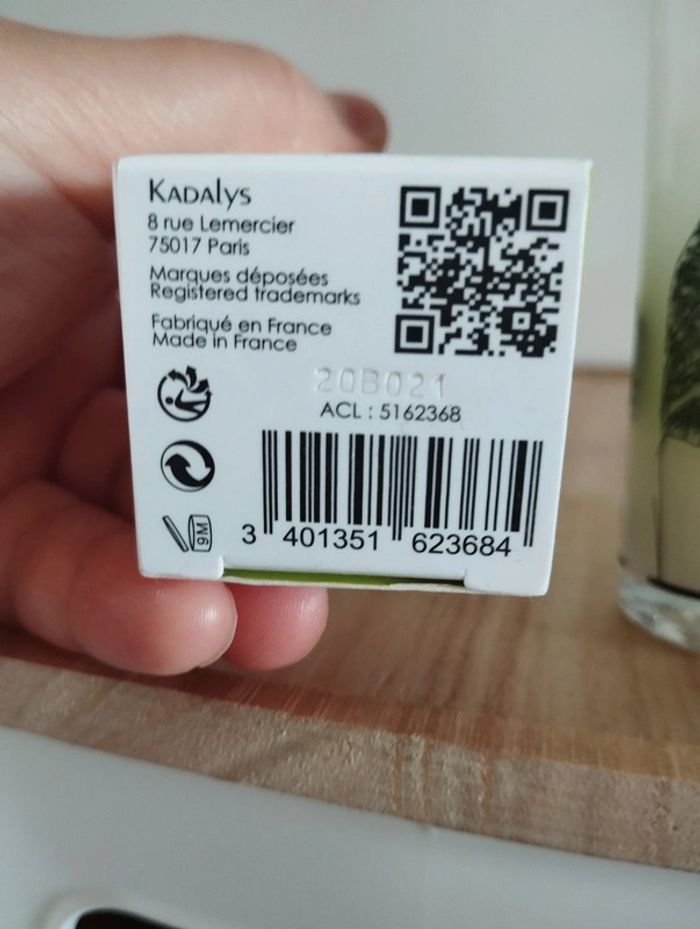 KADALYS
8 rue Lemercier
75017 Paris
Marques déposées
Registered trademarks
Fabriqué en France
Made in France
20B021
ACL : 5162368
9M
3 401351 623684